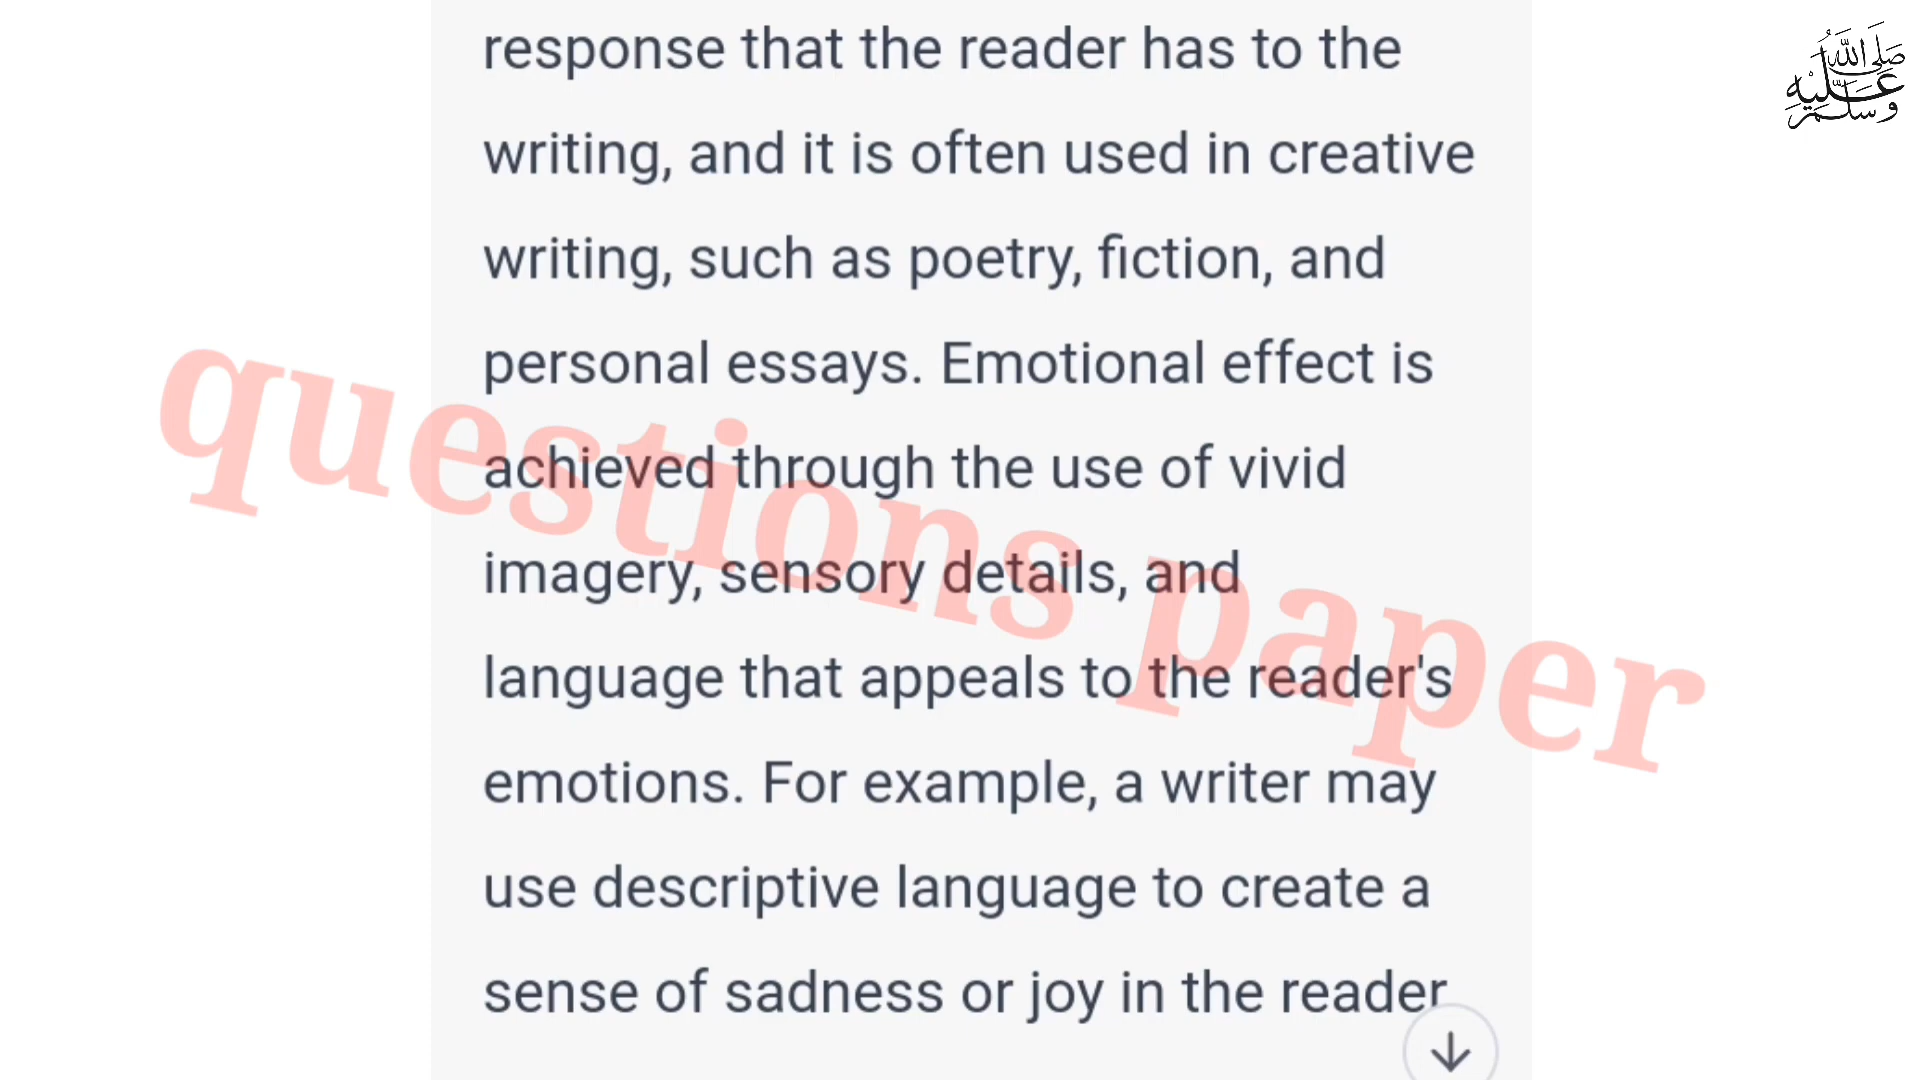 response that the reader has to the
writing, and it is often used in creative
writing, such as poetry, fiction, and
personal essays. Emotional effect is
achieved through the use of vivid
imagery, sensory details, and
language that appeals to the reader's
emotions. For example, a writer may
use descriptive language to create a
sense of sadness or joy in the reader
questions paper
صَلَّى اللّٰهُ
عَلَيْهِ
وَسَلَّمَ